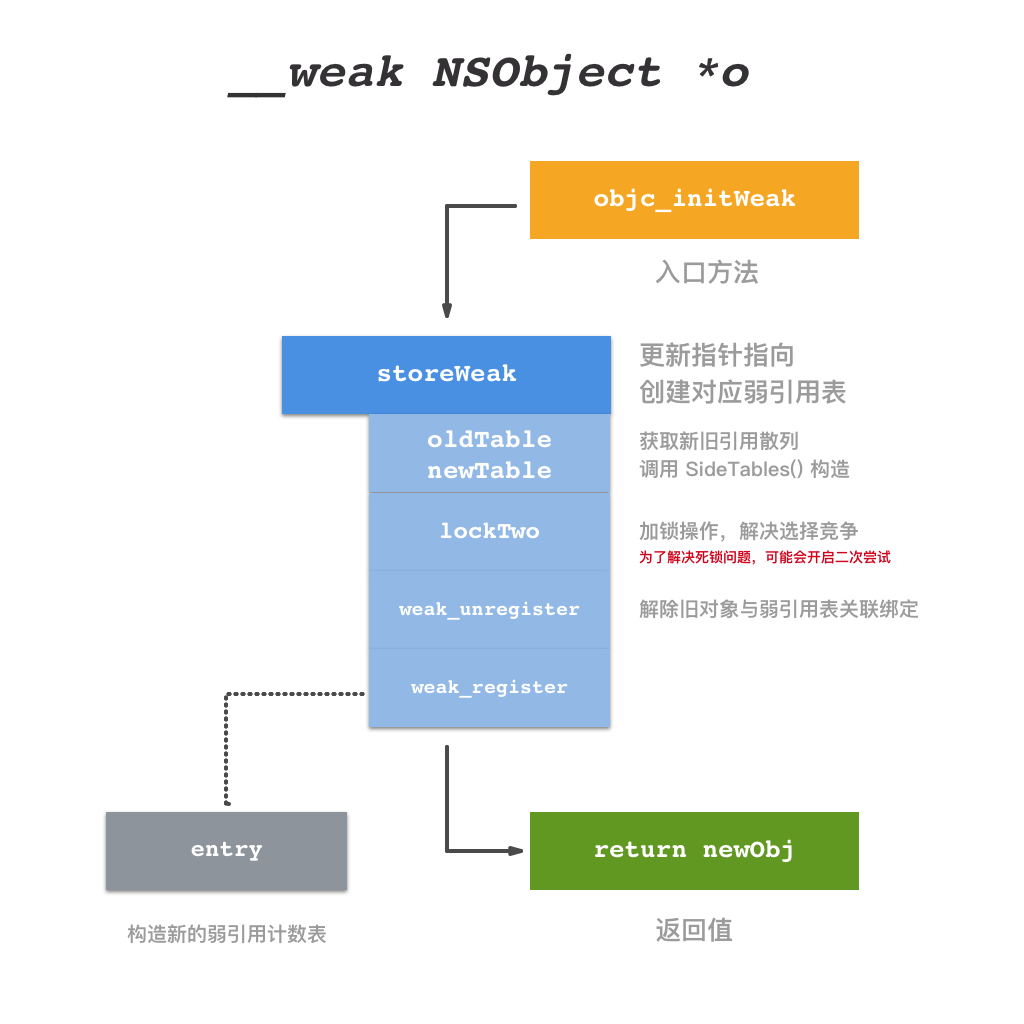 __weak NSObject *o
objc_initWeak
入口方法
storeWeak
更新指针指向
创建对应弱引用表
oldTable
newTable
获取新旧引用散列
调用 SideTables() 构造
lockTwo
加锁操作，解决选择竞争
为了解决死锁问题，可能会开启二次尝试
weak_unregister
解除旧对象与弱引用表关联绑定
weak_register
entry
构造新的弱引用计数表
return newObj
返回值